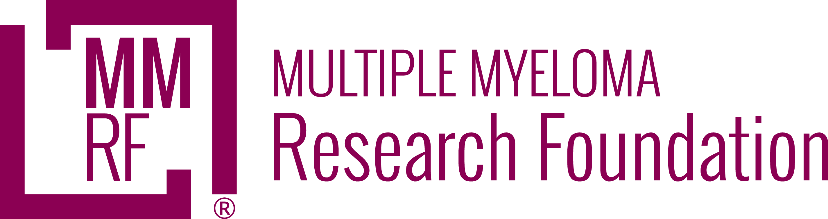 MM
RF
®
MULTIPLE MYELOMA
Research Foundation